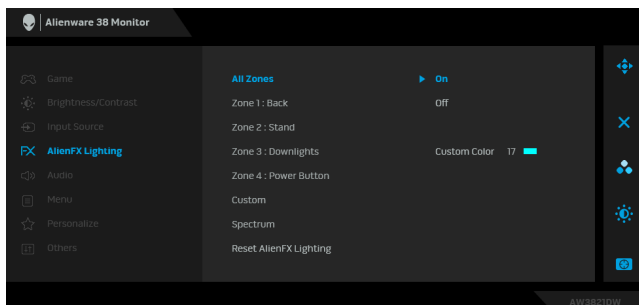 Alienware 38 Monitor
Game
Brightness/Contrast
Input Source
AlienFX Lighting
Audio
Menu
Personalize
Others
All Zones
On
Zone 1 : Back
Off
Zone 2 : Stand
Zone 3 : Downlights
Custom Color 17
Zone 4 : Power Button
Custom
Spectrum
Reset AlienFX Lighting
AW3821DW